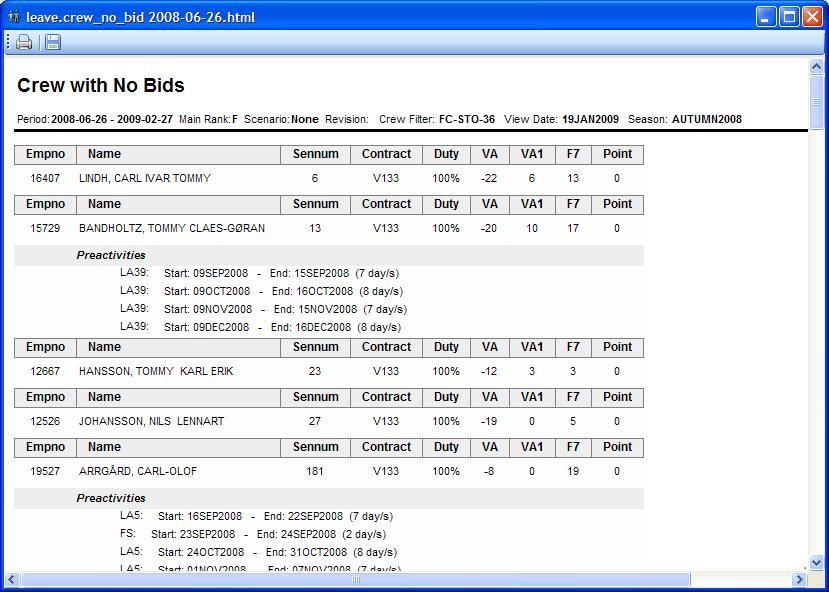 leave.crew_no_bid 2008-06-26.html
Crew with No Bids
Period: 2008-06-26 - 2009-02-27 Main Rank: F Scenario: None Revision: Crew Filter: FC-STO-36 View Date: 19JAN2009 Season: AUTUMN2008
Empno Name Sennum Contract Duty VA VA1 F7 Point
16407 LINDH, CARL IVAR TOMMY 6 V133 100% -22 6 13 0
Empno Name Sennum Contract Duty VA VA1 F7 Point
15729 BANDHOLTZ, TOMMY CLAES-GØRAN 13 V133 100% -20 10 17 0
Preactivities
LA39: Start: 09SEP2008 - End: 15SEP2008 (7 day/s)
LA39: Start: 09OCT2008 - End: 16OCT2008 (8 day/s)
LA39: Start: 09NOV2008 - End: 15NOV2008 (7 day/s)
LA39: Start: 09DEC2008 - End: 16DEC2008 (8 day/s)
Empno Name Sennum Contract Duty VA VA1 F7 Point
12667 HANSSON, TOMMY KARL ERIK 23 V133 100% -12 3 3 0
Empno Name Sennum Contract Duty VA VA1 F7 Point
12526 JOHANSSON, NILS LENNART 27 V133 100% -19 0 5 0
Empno Name Sennum Contract Duty VA VA1 F7 Point
19527 ARRGÅRD, CARL-OLOF 181 V133 100% -8 0 19 0
Preactivities
LA5: Start: 16SEP2008 - End: 22SEP2008 (7 day/s)
FS: Start: 23SEP2008 - End: 24SEP2008 (2 day/s)
LA5: Start: 24OCT2008 - End: 31OCT2008 (8 day/s)
LA5: Start: 01NOV2008 - End: 07NOV2008 (7 day/s)